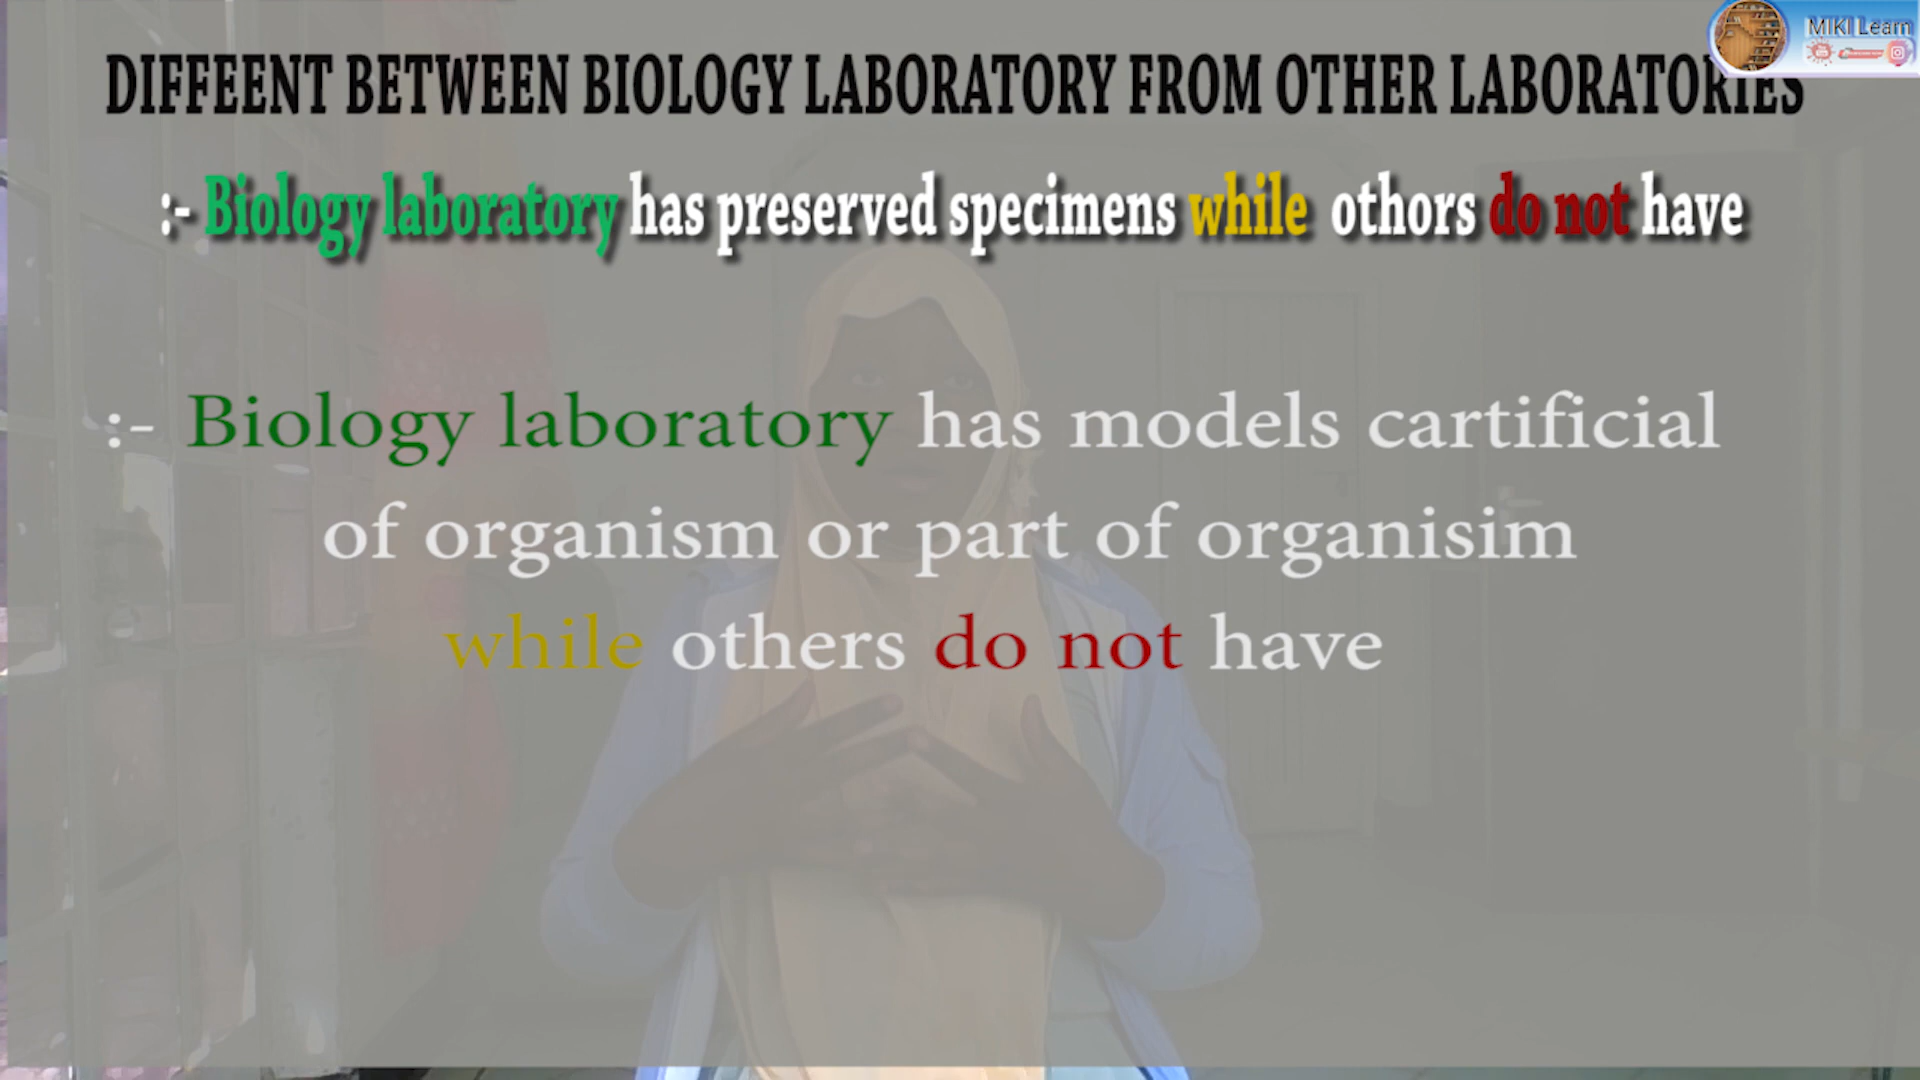 MIKI Learn
DIFFEENT BETWEEN BIOLOGY LABORATORY FROM OTHER LABORATORIES
:- Biology laboratory has preserved specimens while othors do not have
:- Biology laboratory has models cartificial
of organism or part of organisim
while others do not have